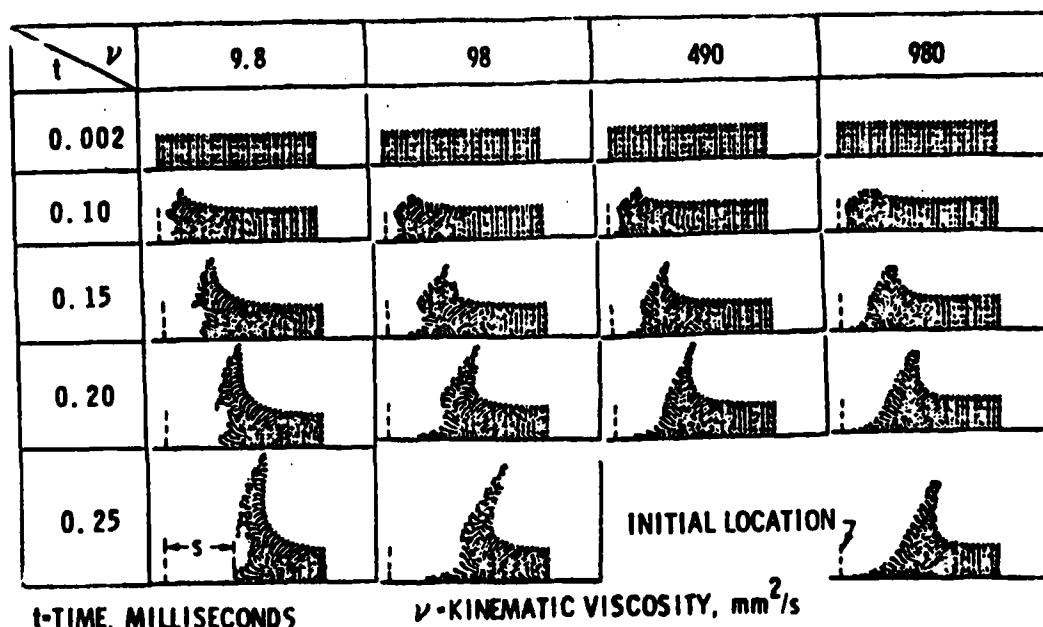 t ν 9.8 98 490 980
0.002
0.10
0.15
0.20
0.25 S INITIAL LOCATION
t=TIME, MILLISECONDS ν=KINEMATIC VISCOSITY, mm²/s